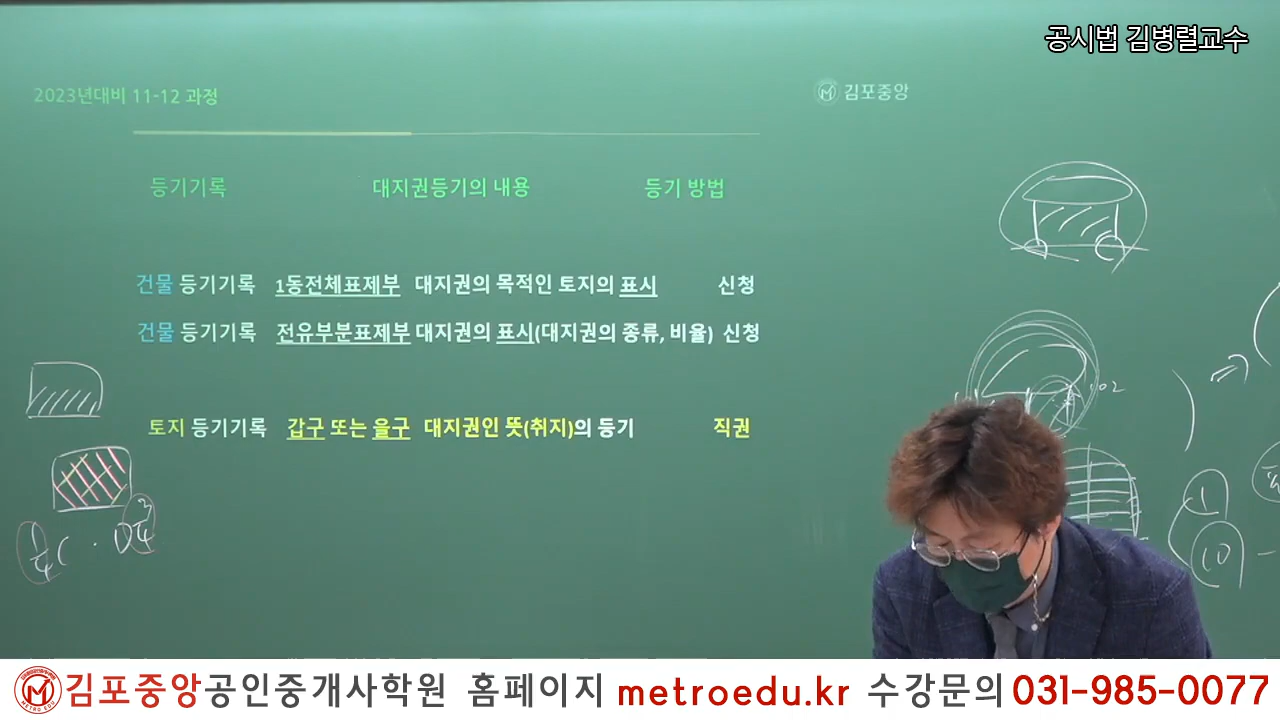 공시법 김병렬교수
2023년대비 11-12 과정
김포중앙
등기기록 대지권등기의 내용 등기 방법
건물 등기기록 1동전체표제부 대지권의 목적인 토지의 표시 신청
건물 등기기록 전유부분표제부 대지권의 표시(대지권의 종류, 비율) 신청
토지 등기기록 갑구 또는 을구 대지권인 뜻(취지)의 등기 직권
김포중앙공인중개사학원 홈페이지 metroedu.kr 수강문의 031-985-0077